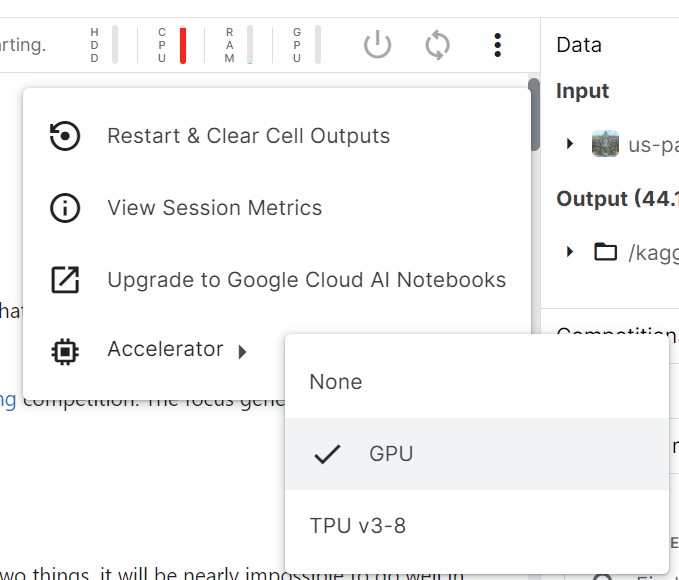 arting.
HDD
CPU
RAM
GPU
Data
Input
us-pa
Output (44.1
/kagg
Restart & Clear Cell Outputs
View Session Metrics
Upgrade to Google Cloud AI Notebooks
Accelerator
None
GPU
TPU v3-8
hat
ng competition. The focus gene
Competition
wo things, it will be nearly impossible to do well in